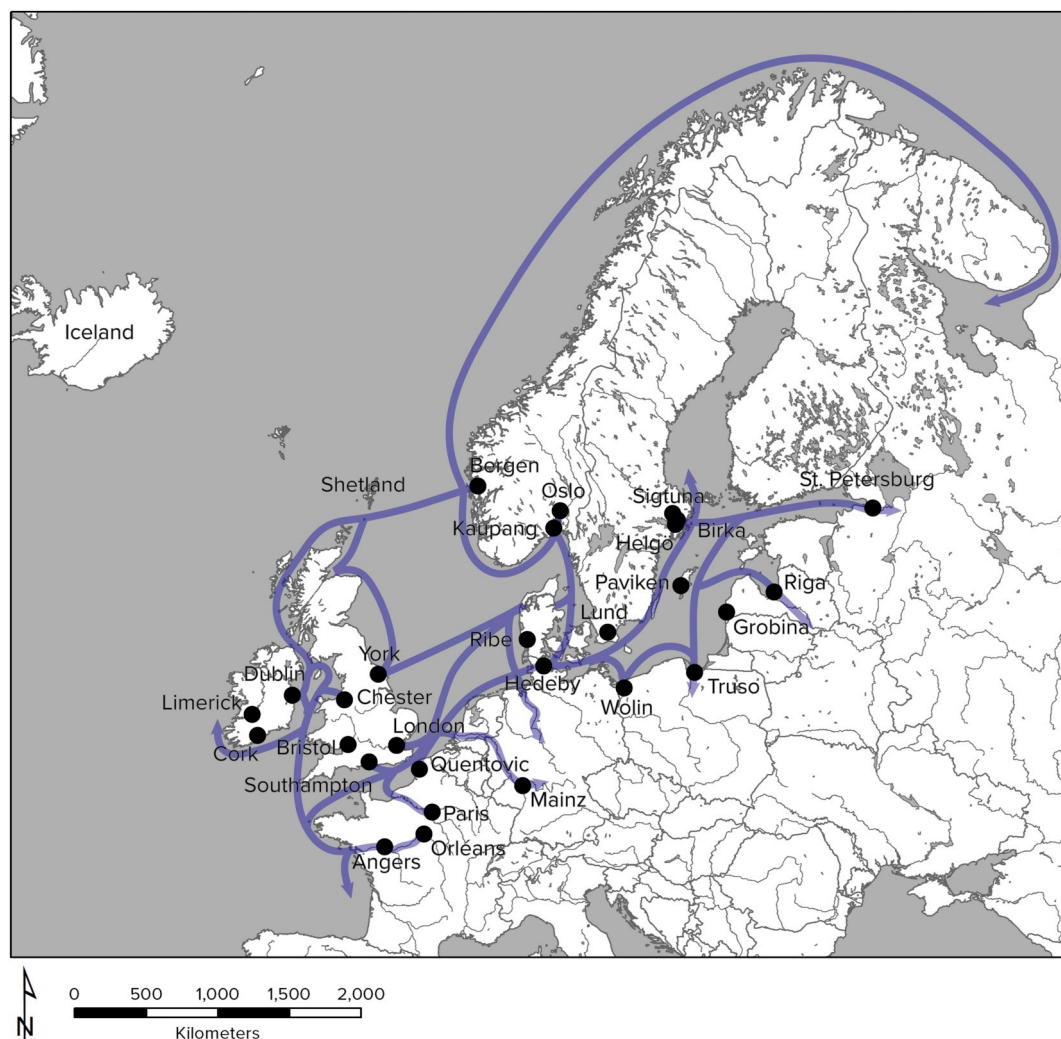 Iceland
Bergen
Shetland
Oslo
Sigtuna
St. Petersburg
Kaupang
Helgö
Birka
Paviken
Riga
Lund
Grobina
Ribe
York
Dublin
Hedeby
Truso
Limerick
Chester
Wolin
London
Cork
Bristol
Quentovic
Southampton
Mainz
Paris
Orléans
Angers
N
0 500 1,000 1,500 2,000
Kilometers